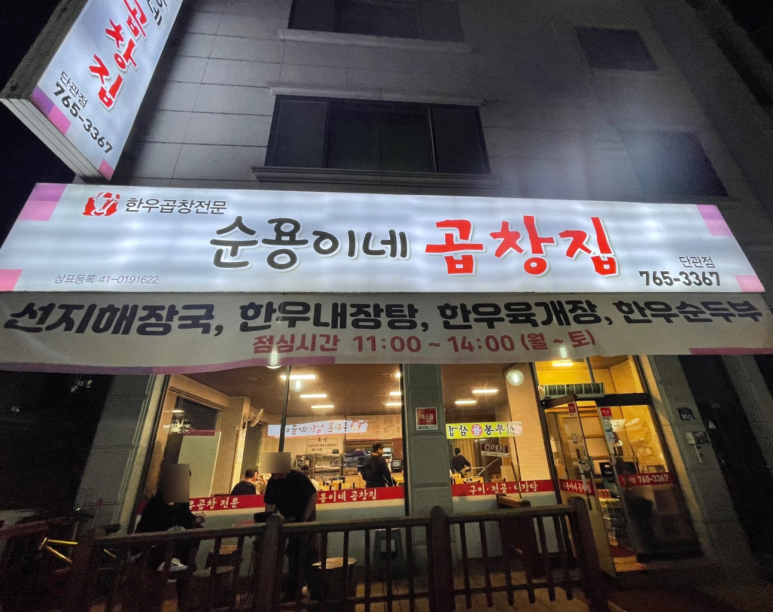 곱창집
단관점
765-3367
한우곱창전문
순용이네 곱창집
단관점
765-3367
상표등록 41-0191622
선지해장국, 한우내장탕, 한우육개장, 한우순두부
점심시간 11:00 ~ 14:00 (월 ~ 토)
OPEN
곱창 전문
용이네 곱창집
구이·전골·내장탕
765-3367